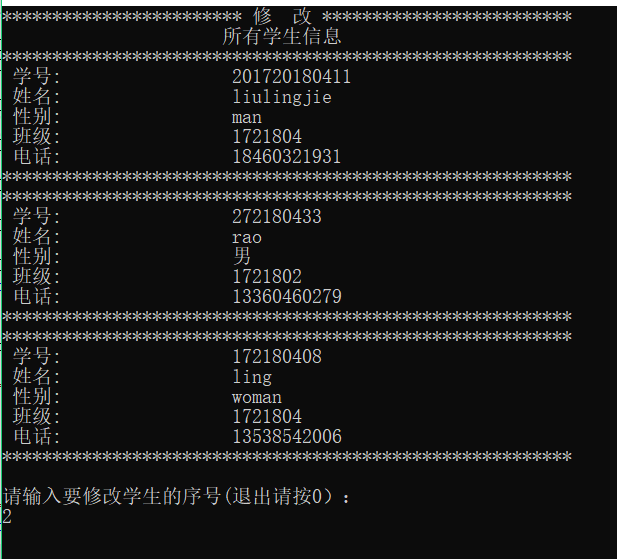 ************************ 修  改 *************************
所有学生信息
*********************************************************
学号: 201720180411
姓名: liulingjie
性别: man
班级: 1721804
电话: 18460321931
*********************************************************
*********************************************************
学号: 272180433
姓名: rao
性别: 男
班级: 1721802
电话: 13360460279
*********************************************************
*********************************************************
学号: 172180408
姓名: ling
性别: woman
班级: 1721804
电话: 13538542006
*********************************************************
请输入要修改学生的序号(退出请按0）:
2